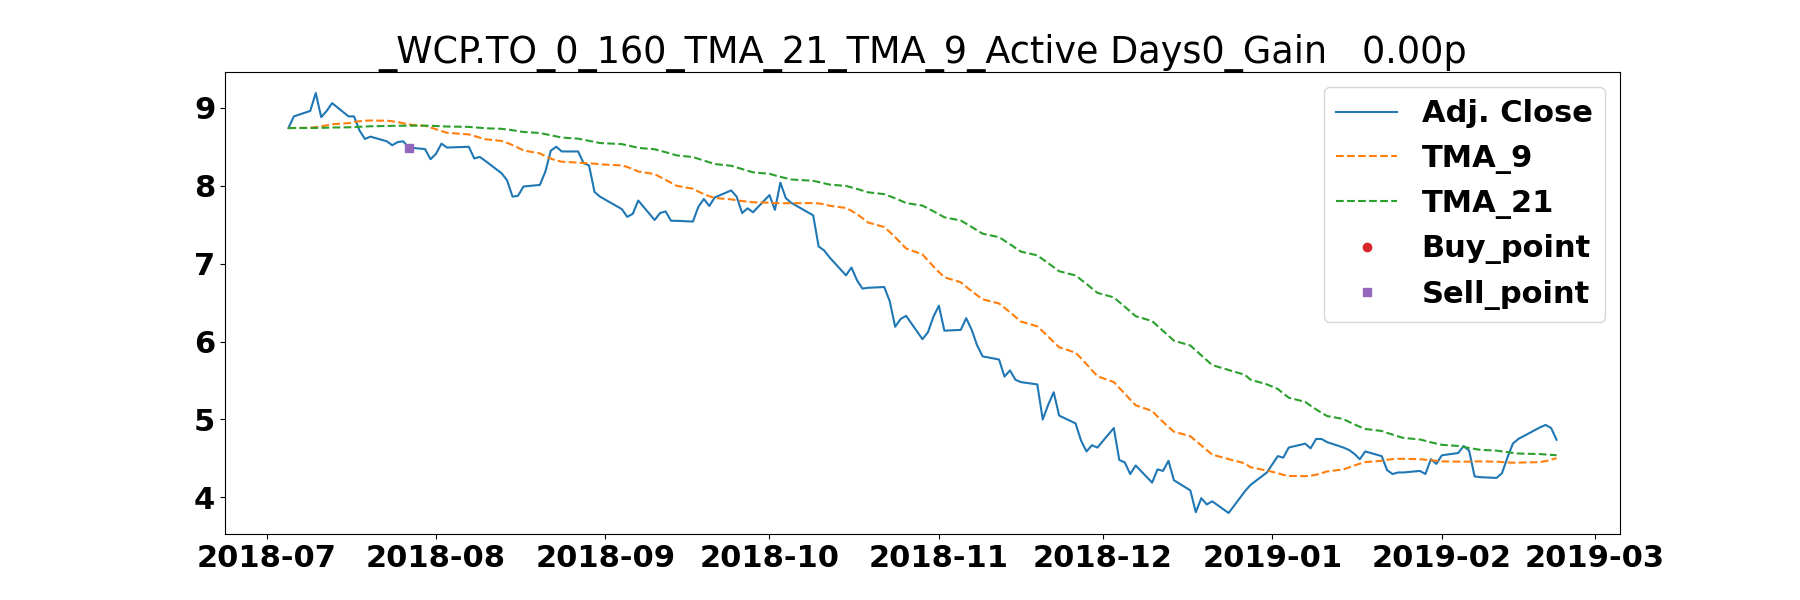 _WCP.TO_0_160_TMA_21_TMA_9_Active Days0_Gain   0.00p
9
8
7
6
5
4
Adj. Close
TMA_9
TMA_21
Buy_point
Sell_point
2018-07 2018-08 2018-09 2018-10 2018-11 2018-12 2019-01 2019-02 2019-03